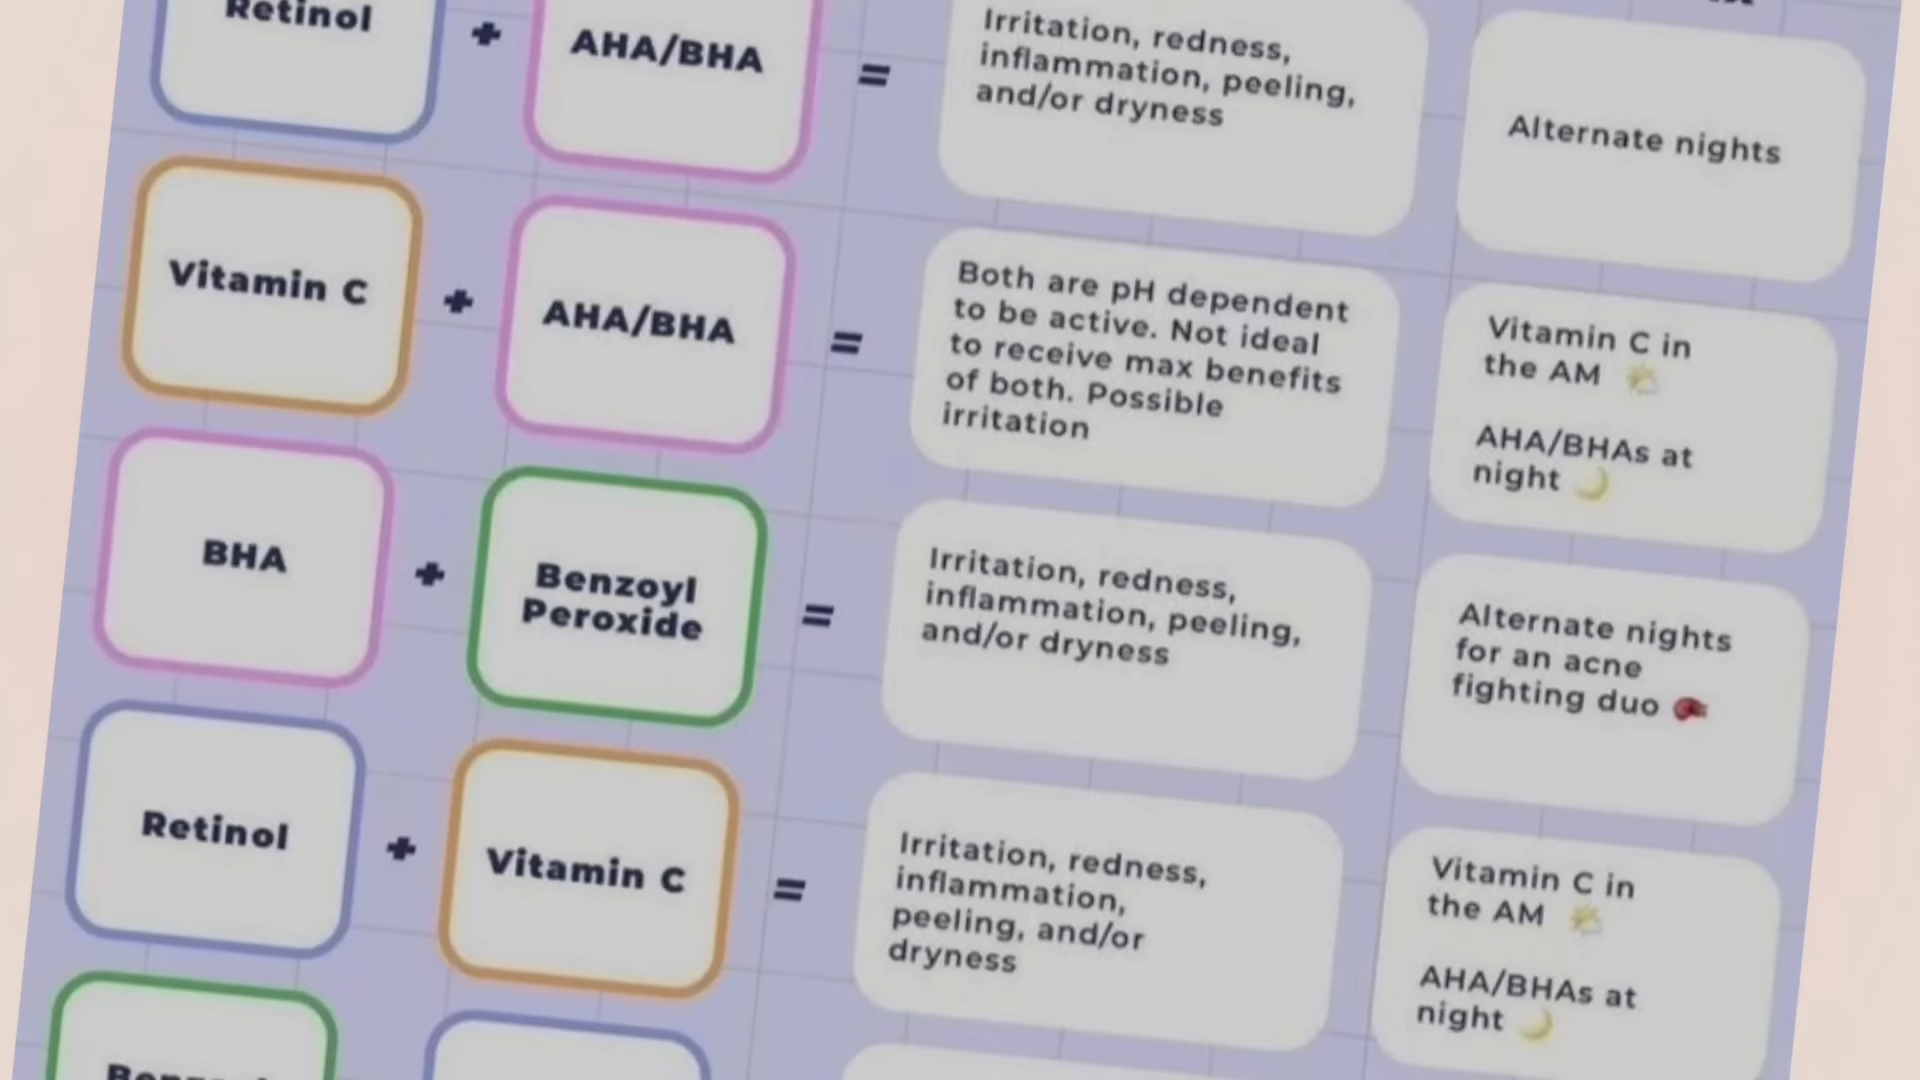 Retinol
+
AHA/BHA
=
Irritation, redness,
inflammation, peeling,
and/or dryness
Alternate nights
Vitamin C
+
AHA/BHA
=
Both are pH dependent
to be active. Not ideal
to receive max benefits
of both. Possible
irritation
Vitamin C in
the AM 🌤️
AHA/BHAs at
night 🌙
BHA
+
Benzoyl
Peroxide
=
Irritation, redness,
inflammation, peeling,
and/or dryness
Alternate nights
for an acne
fighting duo
Retinol
+
Vitamin C
=
Irritation, redness,
inflammation,
peeling, and/or
dryness
Vitamin C in
the AM 🌤️
AHA/BHAs at
night 🌙